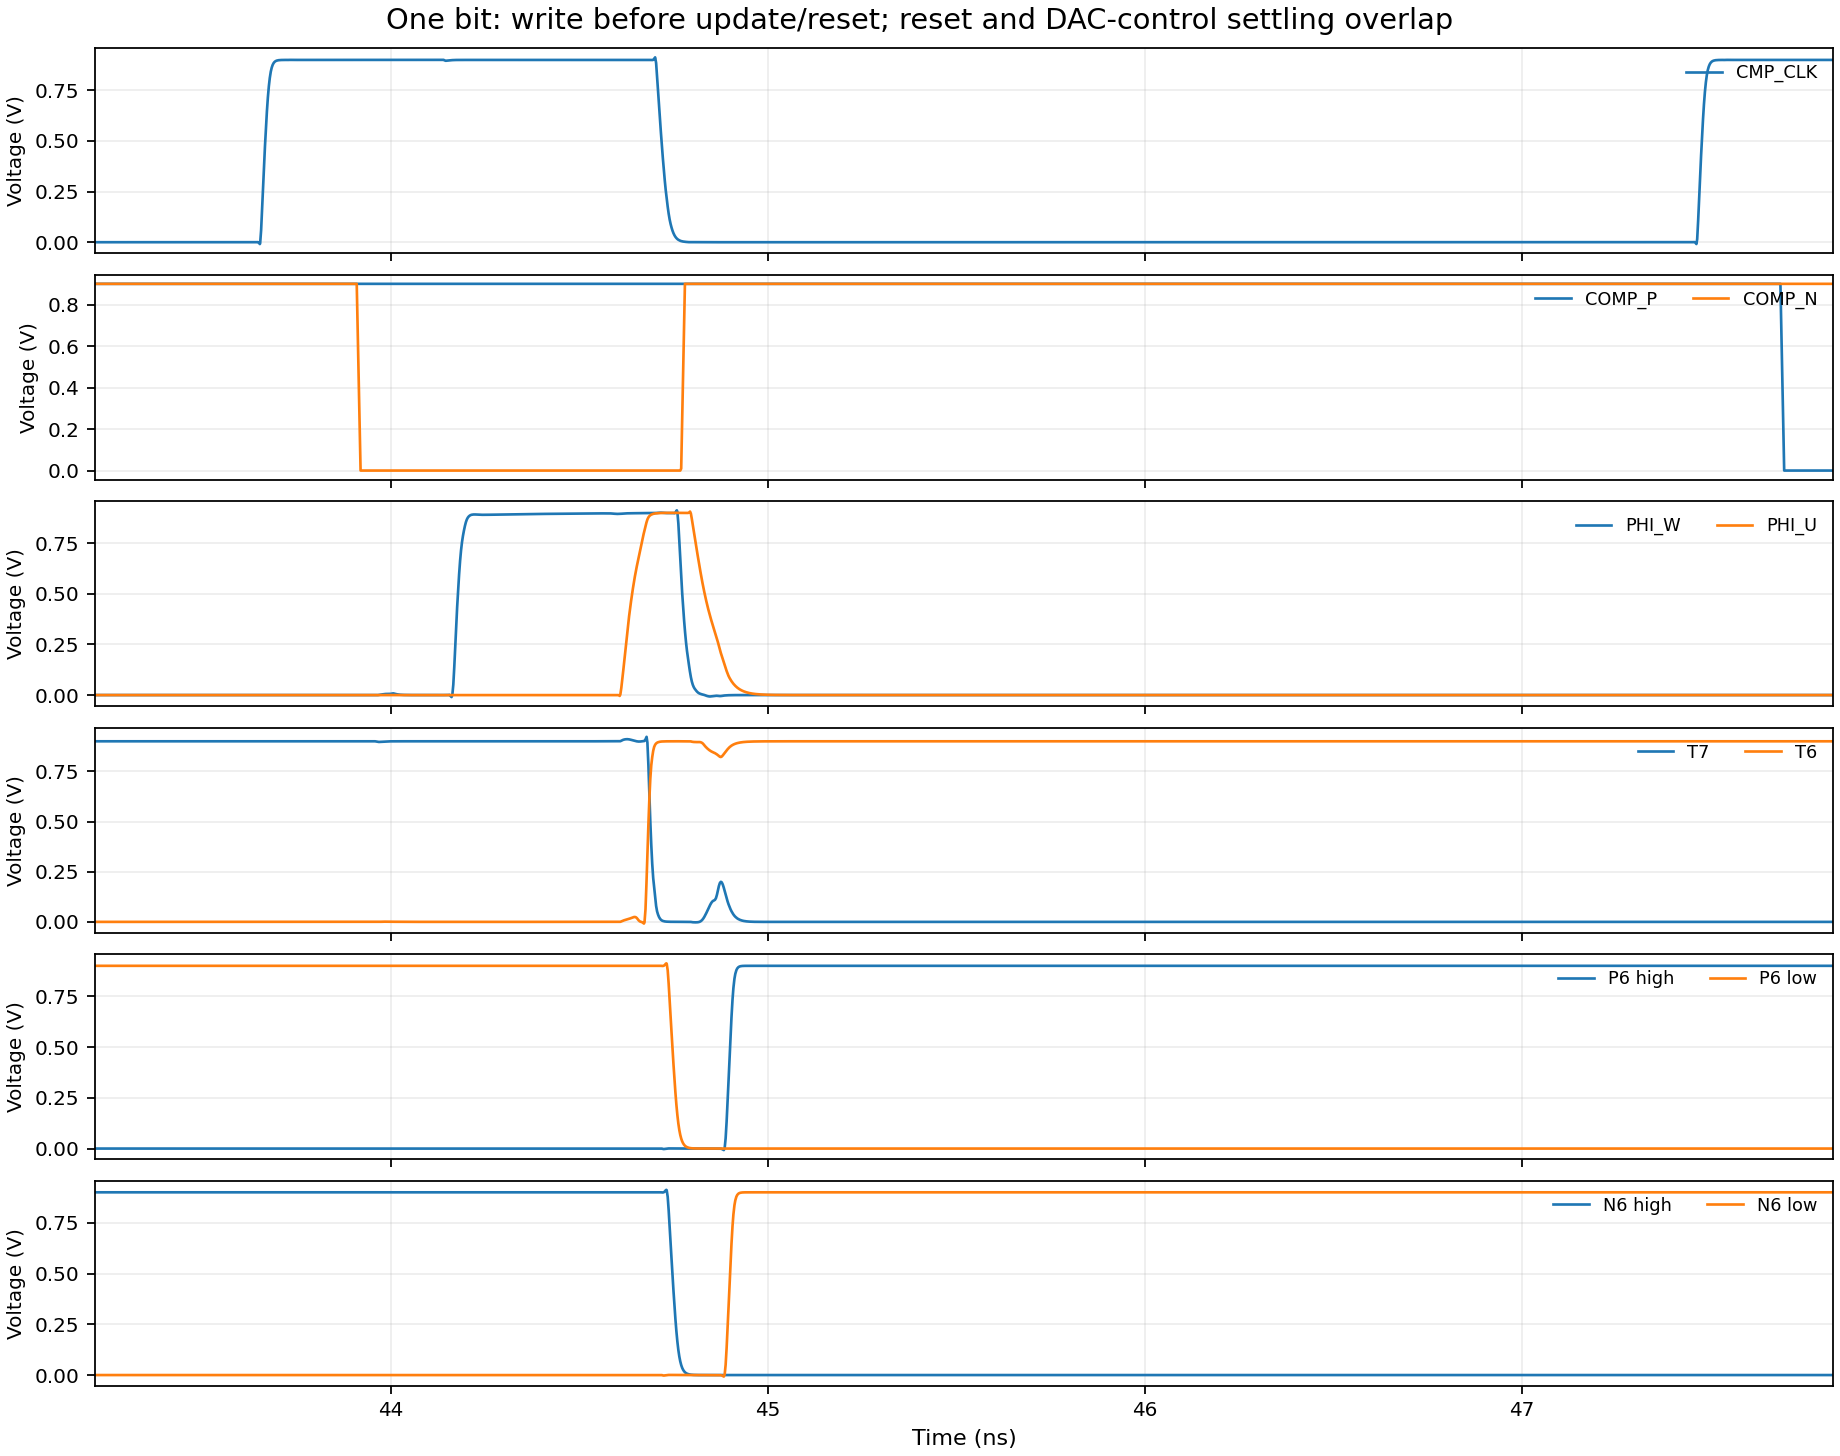 One bit: write before update/reset; reset and DAC-control settling overlap
Voltage (V)
0.75
0.50
0.25
0.00
CMP_CLK
Voltage (V)
0.8
0.6
0.4
0.2
0.0
COMP_P COMP_N
Voltage (V)
0.75
0.50
0.25
0.00
PHI_W PHI_U
Voltage (V)
0.75
0.50
0.25
0.00
T7 T6
Voltage (V)
0.75
0.50
0.25
0.00
P6 high P6 low
Voltage (V)
0.75
0.50
0.25
0.00
N6 high N6 low
44 45 46 47
Time (ns)